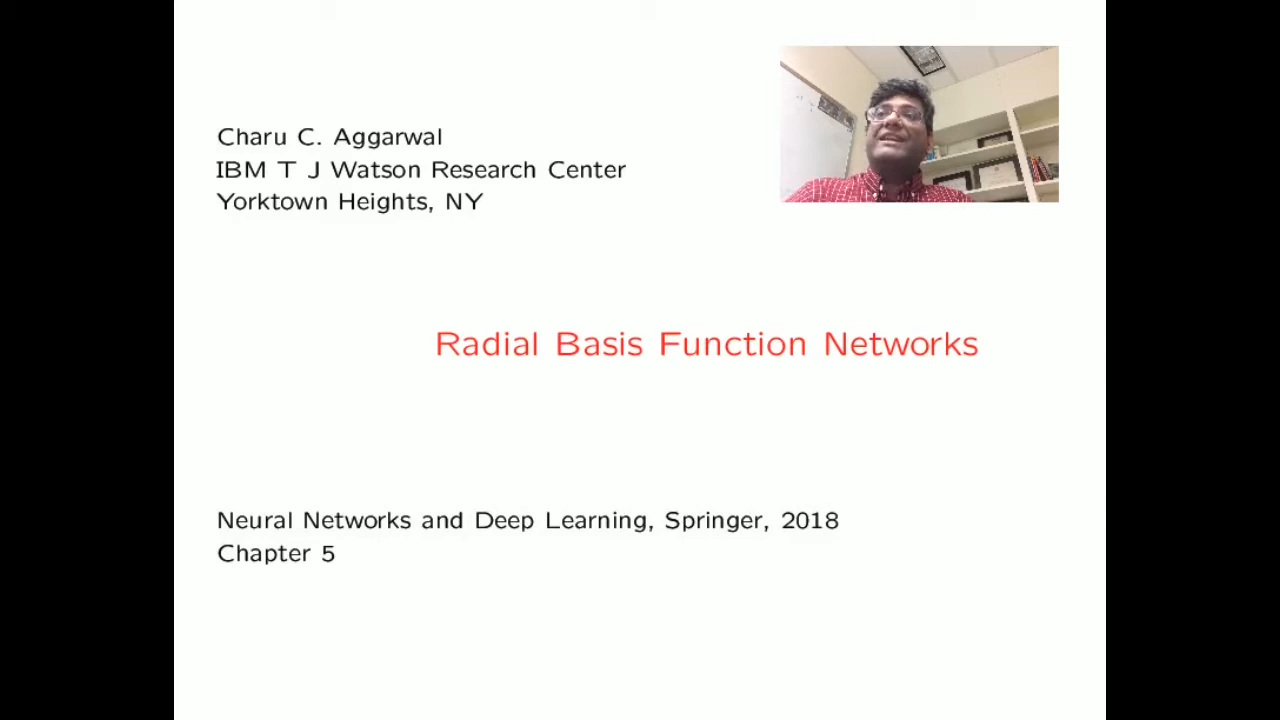 Charu C. Aggarwal
IBM T J Watson Research Center
Yorktown Heights, NY
Radial Basis Function Networks
Neural Networks and Deep Learning, Springer, 2018
Chapter 5